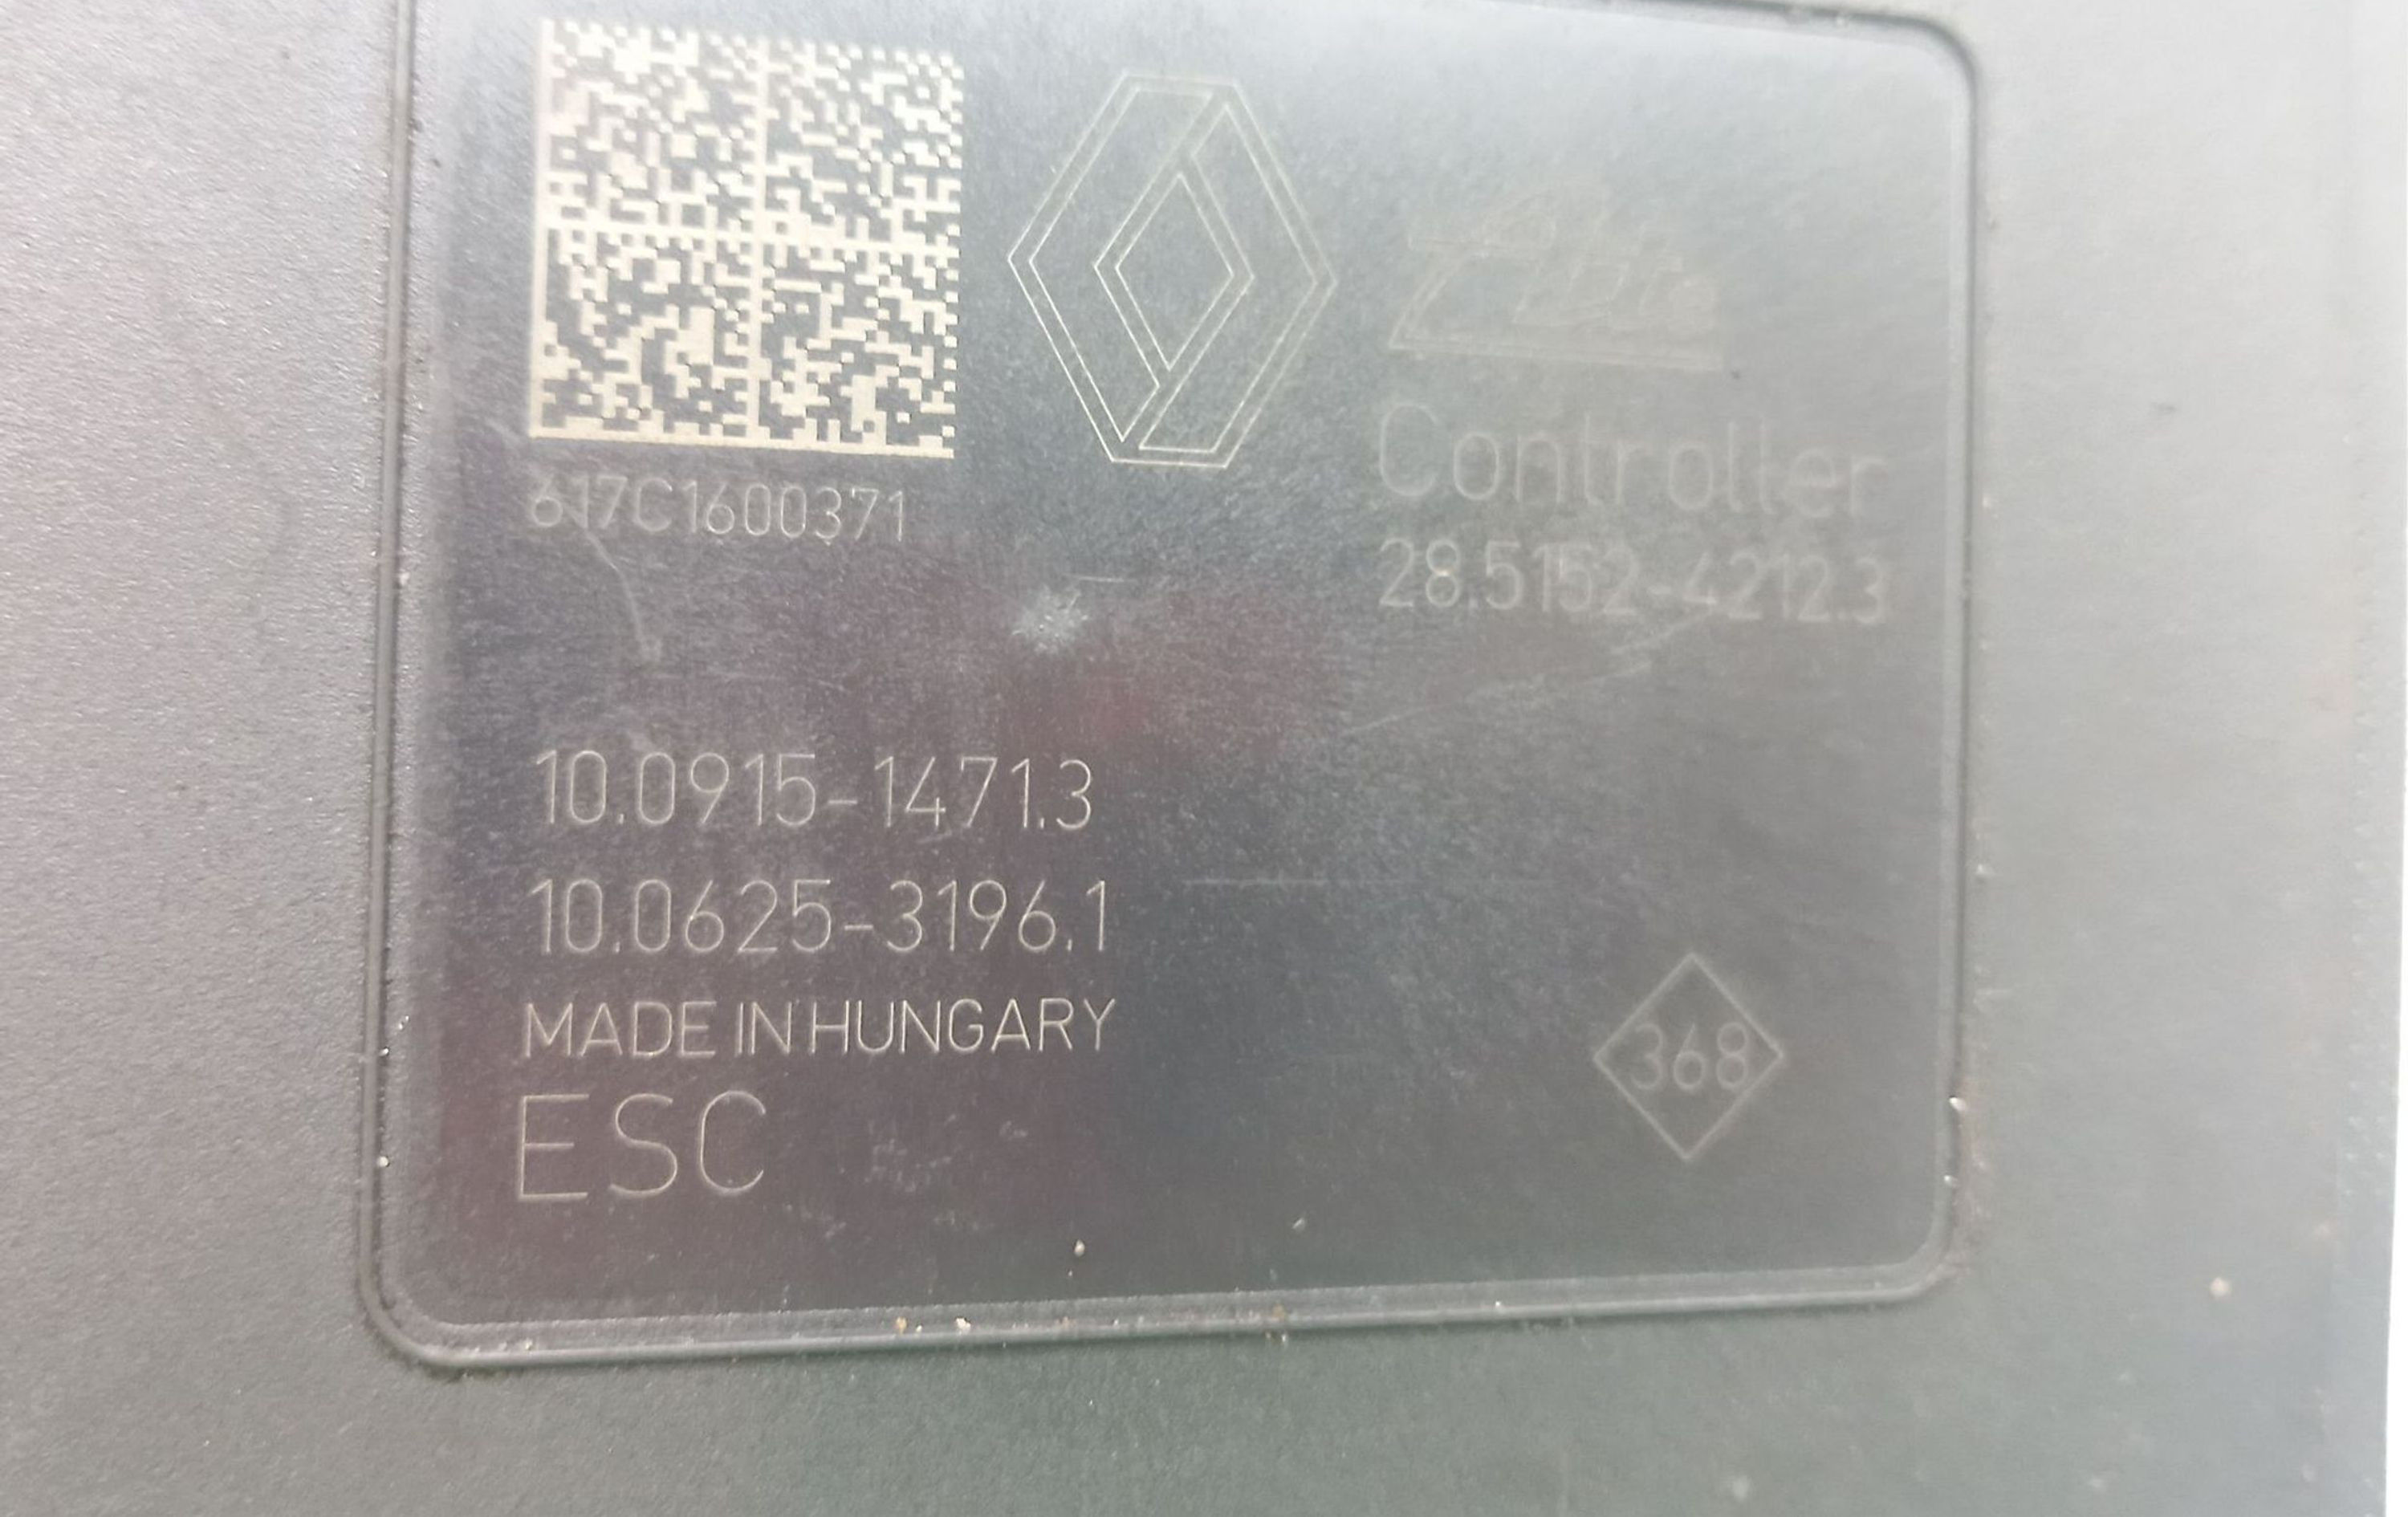 617C1600371
Ate
Controller
28.5152-4212.3
10.0915-1471.3
10.0625-3196.1
MADE IN HUNGARY
ESC
368